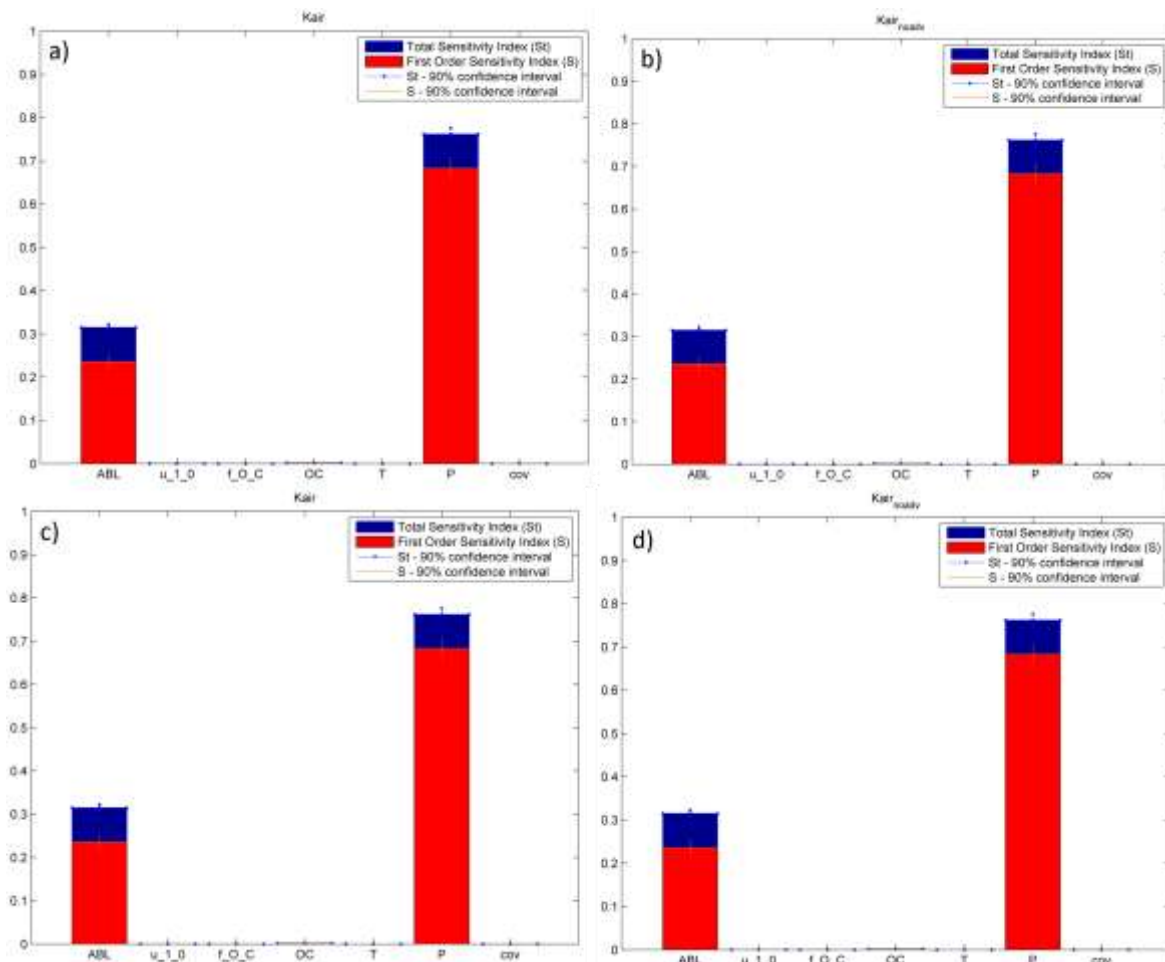 Kair
a)
Total Sensitivity Index (St)
First Order Sensitivity Index (S)
St - 90% confidence interval
S - 90% confidence interval
1
0.9
0.8
0.7
0.6
0.5
0.4
0.3
0.2
0.1
0
ABL u_1_0 f_O_C OC T P cov
Kair
b)
Total Sensitivity Index (St)
First Order Sensitivity Index (S)
St - 90% confidence interval
S - 90% confidence interval
1
0.9
0.8
0.7
0.6
0.5
0.4
0.3
0.2
0.1
0
ABL u_1_0 f_O_C OC T P cov
Kair
c)
Total Sensitivity Index (St)
First Order Sensitivity Index (S)
St - 90% confidence interval
S - 90% confidence interval
1
0.9
0.8
0.7
0.6
0.5
0.4
0.3
0.2
0.1
0
ABL u_1_0 f_O_C OC T P cov
Kair
d)
Total Sensitivity Index (St)
First Order Sensitivity Index (S)
St - 90% confidence interval
S - 90% confidence interval
1
0.9
0.8
0.7
0.6
0.5
0.4
0.3
0.2
0.1
0
ABL u_1_0 f_O_C OC T P cov